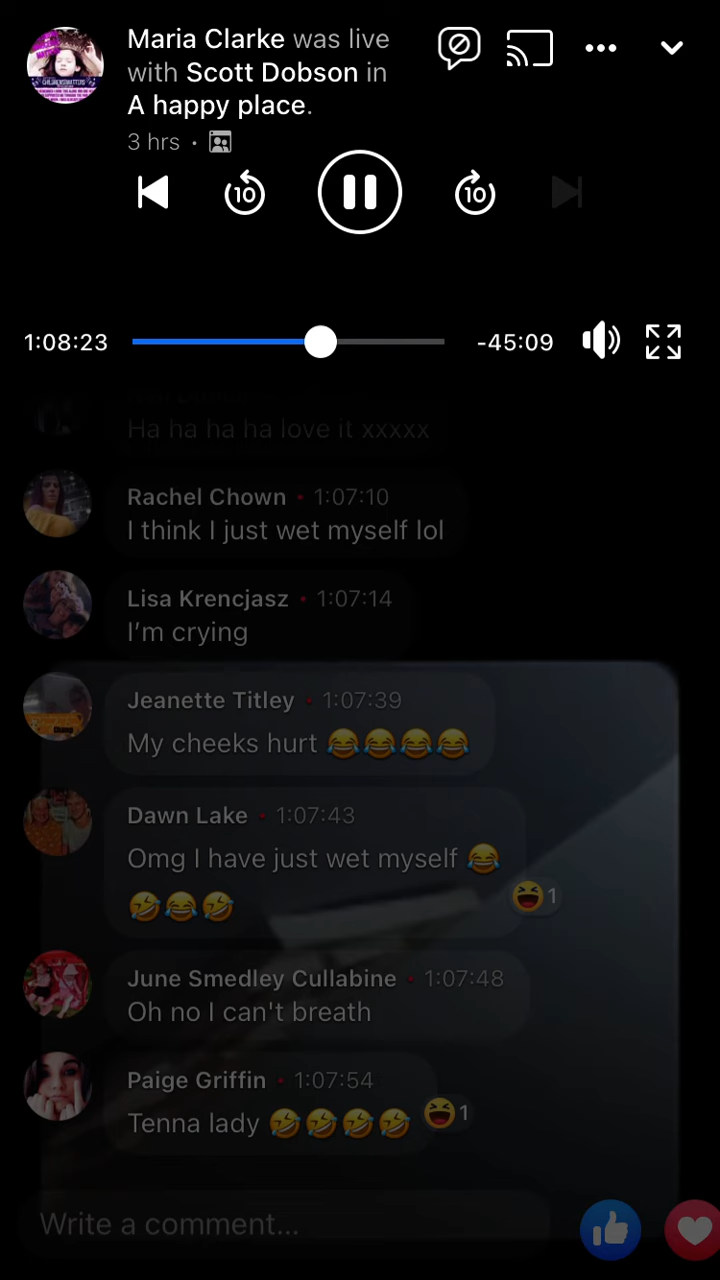 Maria Clarke was live
with Scott Dobson in
A happy place.
3 hrs ·
10
10
1:08:23
-45:09
Ha ha ha ha love it xxxxx
Rachel Chown • 1:07:10
I think I just wet myself lol
Lisa Krencjasz • 1:07:14
I’m crying
Jeanette Titley • 1:07:39
My cheeks hurt 😂😂😂😂
Dawn Lake • 1:07:43
Omg I have just wet myself 😂
🤣😂🤣
😆 1
June Smedley Cullabine • 1:07:48
Oh no I can't breath
Paige Griffin • 1:07:54
Tenna lady 🤣🤣🤣🤣
😆 1
Write a comment...